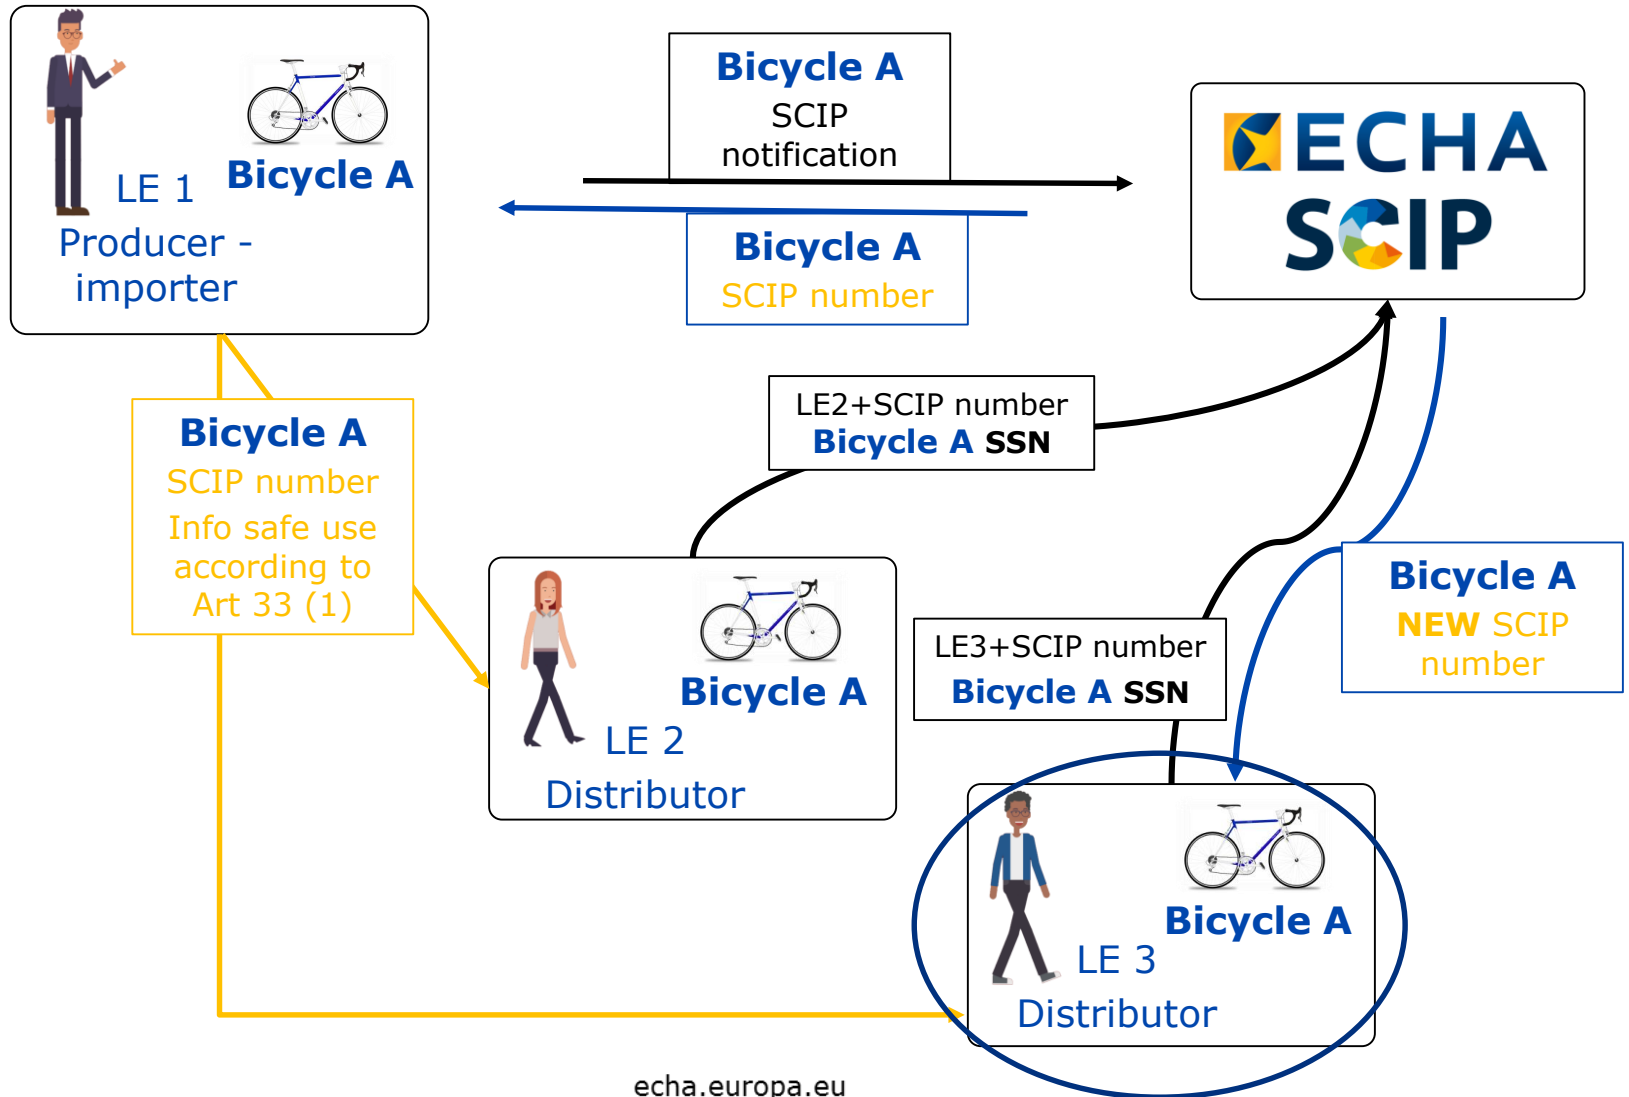 LE 1
Bicycle A
Producer -
importer
Bicycle A
SCIP
notification
Bicycle A
SCIP number
ECHA
SCIP
Bicycle A
SCIP number
Info safe use
according to
Art 33 (1)
LE2+SCIP number
Bicycle A SSN
Bicycle A
LE 2
Distributor
LE3+SCIP number
Bicycle A SSN
Bicycle A
NEW SCIP
number
Bicycle A
LE 3
Distributor
echa.europa.eu